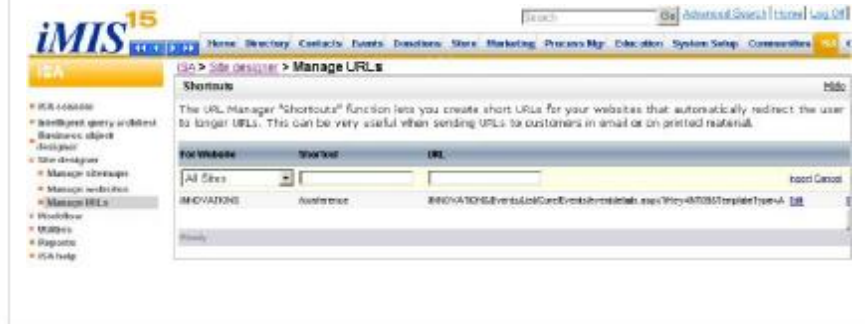 iMIS 15
Search Go Advanced Search | Home | Log Off
Home Directory Contacts Events Donations Store Marketing Process Mgr Education System Setup Communities ISA
ISA
ISA > Site designer > Manage URLs
Shortcuts Hide
The URL Manager "Shortcuts" function lets you create short URLs for your websites that automatically redirect the user
to longer URLs. This can be very useful when sending URLs to customers in email or on printed material.
ISA console
Intelligent query architect
Business object
designer
Site designer
Manage sitemaps
Manage websites
Manage URLs
Workflow
Utilities
Reports
ISA help
For Website Shortcut URL
All Sites Insert Cancel
INNOVATIONS /conference Edit
Ready